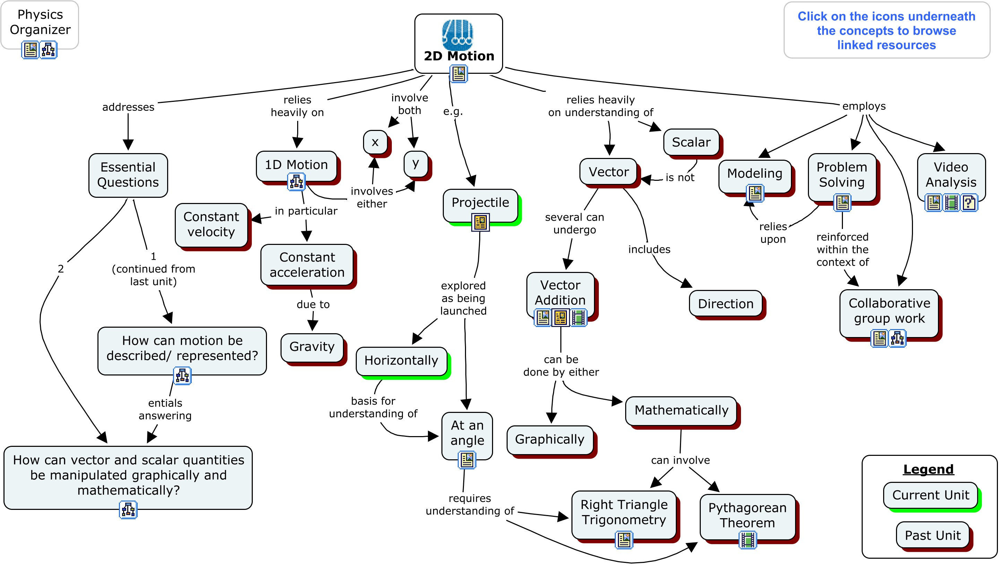 Physics
Organizer
2D Motion
Click on the icons underneath
the concepts to browse
linked resources
addresses
relies
heavily on
involve
both
e.g.
relies heavily
on understanding of
employs
Essential
Questions
1D Motion
x
y
Projectile
Vector
Scalar
is not
Modeling
Problem
Solving
Video
Analysis
involves
either
in particular
Constant
velocity
Constant
acceleration
due to
Gravity
2
1
(continued from
last unit)
How can motion be
described/ represented?
entials
answering
How can vector and scalar quantities
be manipulated graphically and
mathematically?
explored
as being
launched
Horizontally
basis for
understanding of
At an
angle
requires
understanding of
several can
undergo
includes
Vector
Addition
Direction
can be
done by either
Graphically
Mathematically
can involve
Right Triangle
Trigonometry
Pythagorean
Theorem
relies
upon
reinforced
within the
context of
Collaborative
group work
?
Legend
Current Unit
Past Unit